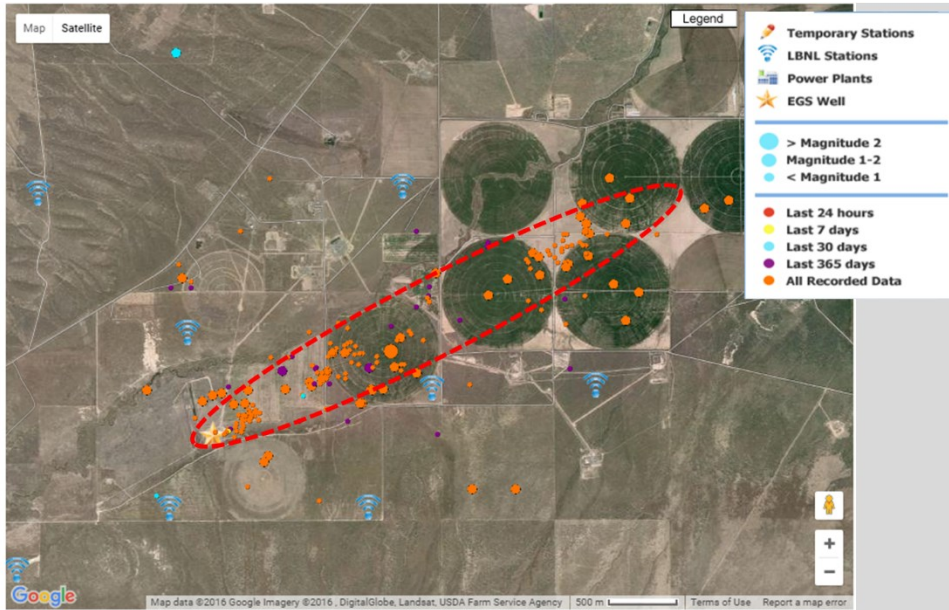 Map Satellite
Legend
Temporary Stations
LBNL Stations
Power Plants
EGS Well
> Magnitude 2
Magnitude 1-2
< Magnitude 1
Last 24 hours
Last 7 days
Last 30 days
Last 365 days
All Recorded Data
+
−
Google
Map data ©2016 Google Imagery ©2016 , DigitalGlobe, Landsat, USDA Farm Service Agency 500 m Terms of Use Report a map error